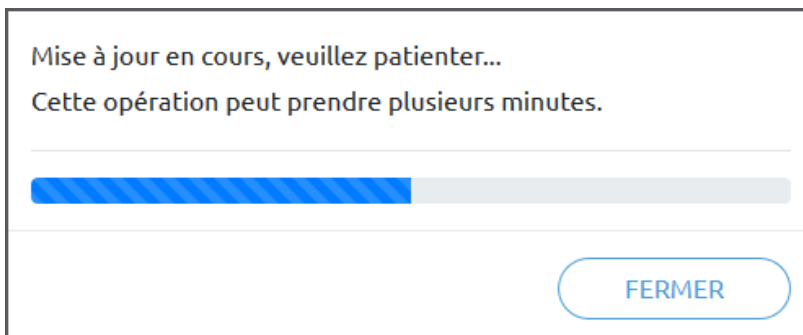 Mise à jour en cours, veuillez patienter...
Cette opération peut prendre plusieurs minutes.
FERMER